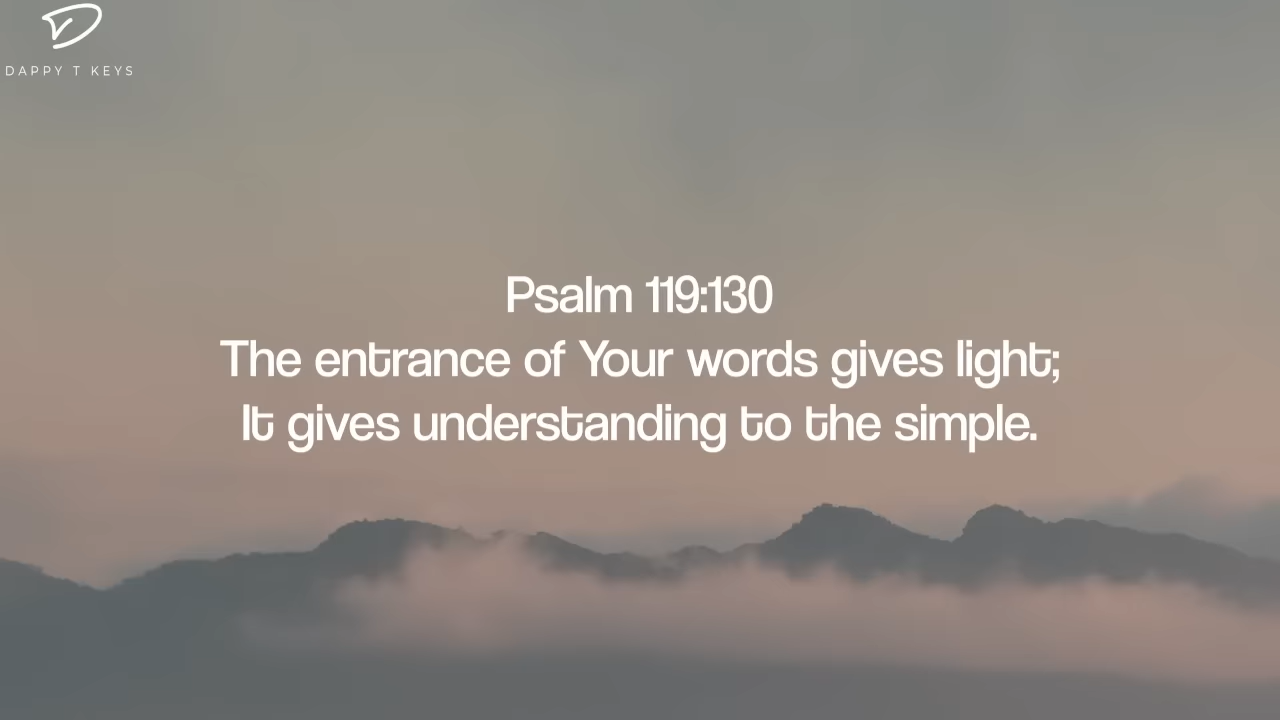 DAPPY T KEYS
Psalm 119:130
The entrance of Your words gives light;
It gives understanding to the simple.